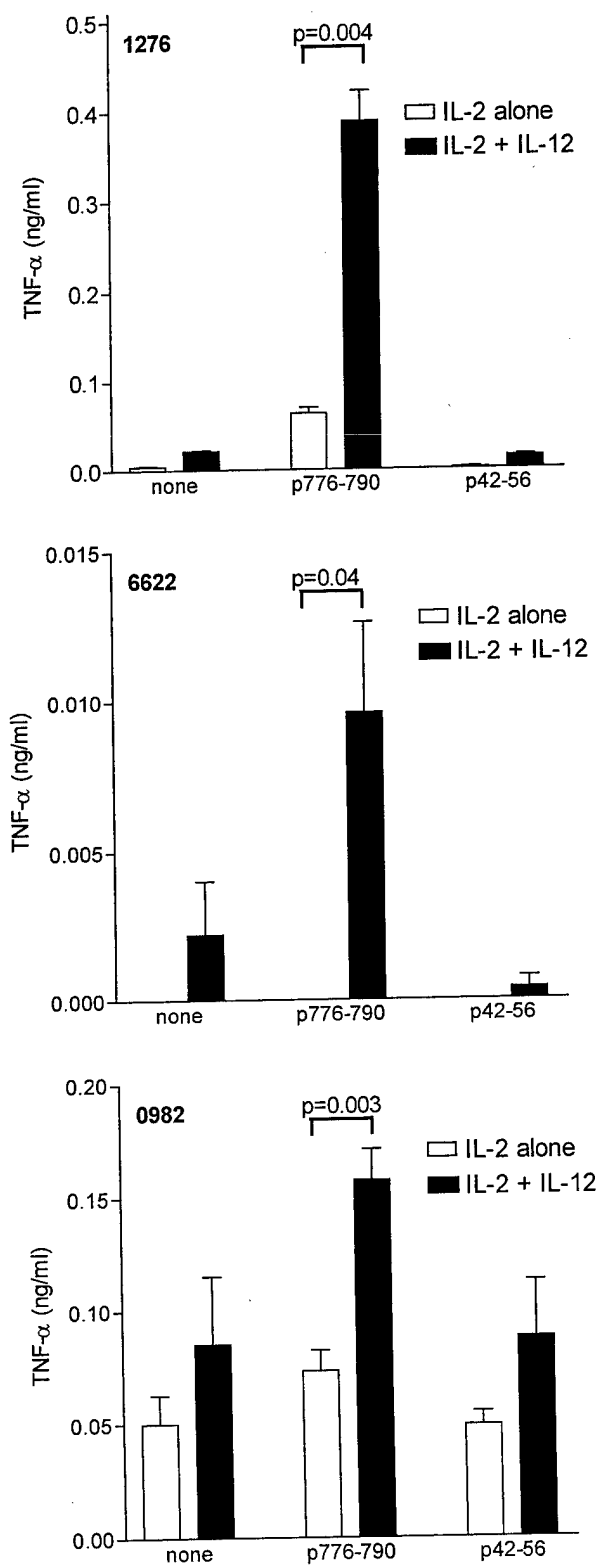 1276
p=0.004
IL-2 alone
IL-2 + IL-12
TNF-α (ng/ml)
0.5
0.4
0.3
0.2
0.1
0.0
none p776-790 p42-56
6622
p=0.04
IL-2 alone
IL-2 + IL-12
TNF-α (ng/ml)
0.015
0.010
0.005
0.000
none p776-790 p42-56
0982
p=0.003
IL-2 alone
IL-2 + IL-12
TNF-α (ng/ml)
0.20
0.15
0.10
0.05
0.00
none p776-790 p42-56